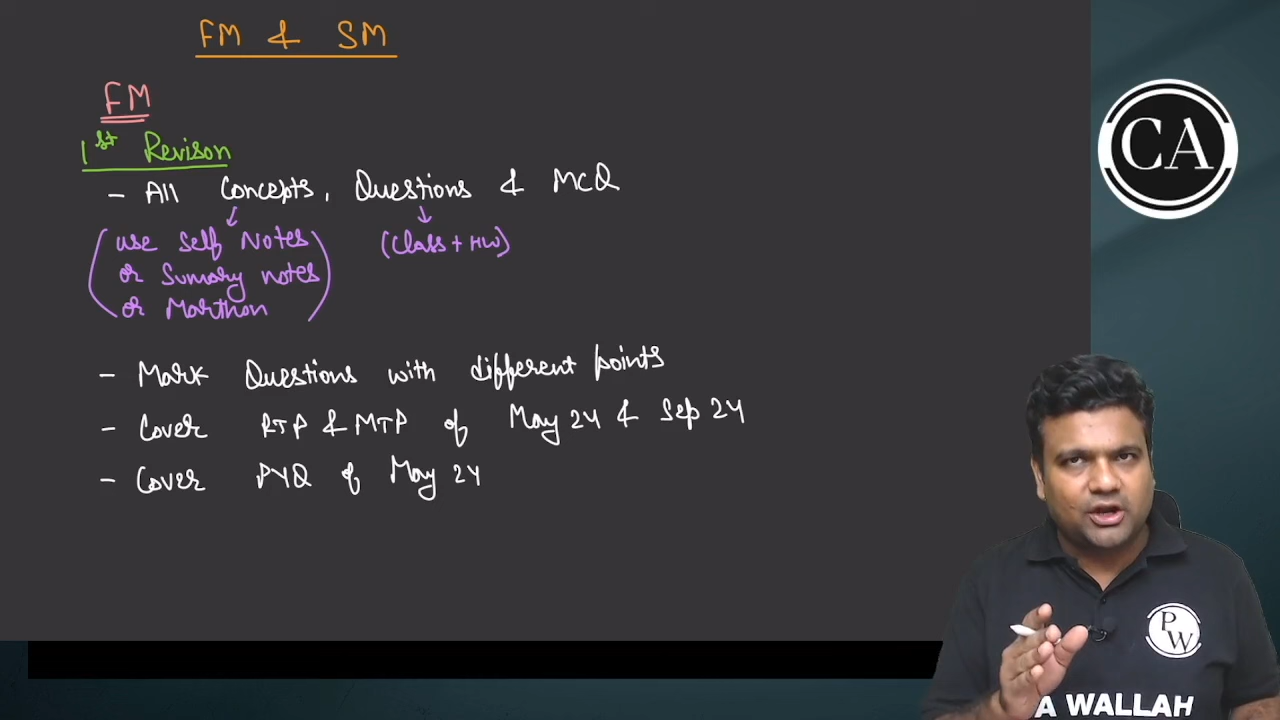 FM & SM
FM
1st Revison
- All Concepts, Questions & MCQ
(use Self Notes (Class + HW)
or Sumary notes
or Marthon)
- Mark Questions with different points
- Cover RTP & MTP of May 24 & Sep 24
- Cover PYQ of May 24
CA
PW
A WALLAH